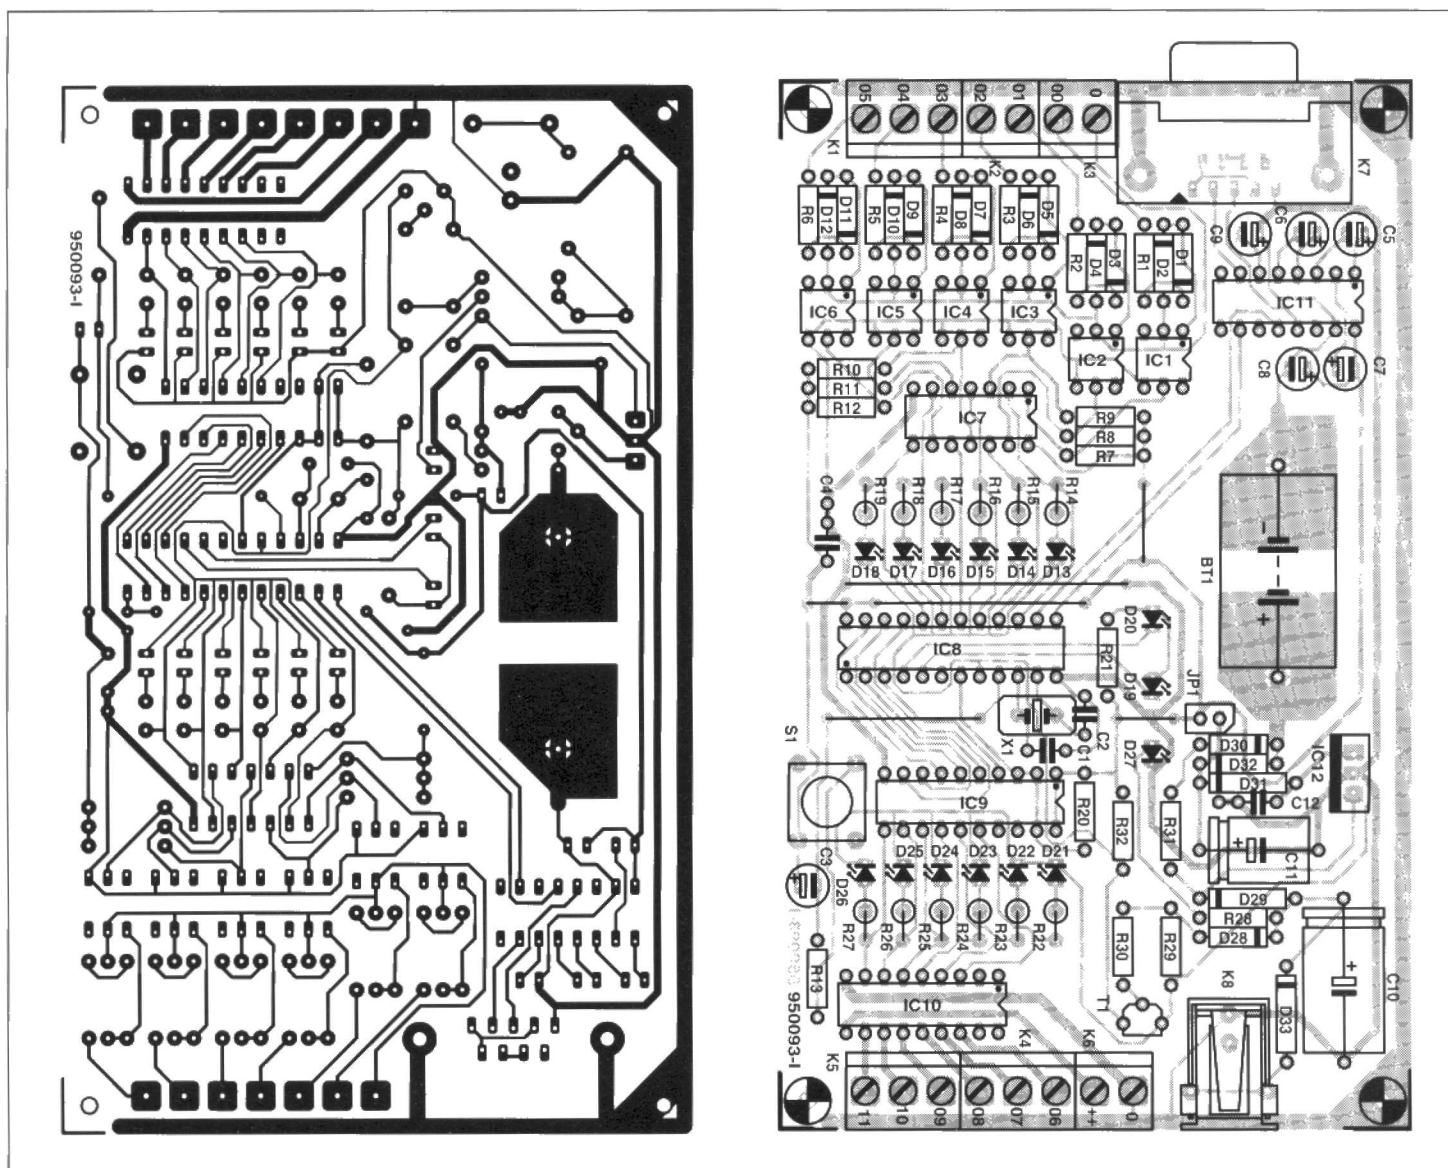 950093-I
05 04 03 02 01 00 0
K1 K2 K3 K7
R6 D12 D11 R5 D10 D9 R4 D8 D7 R3 D6 D5
R2 D4 D3 R1 D2 D1
C9 C6 C5
IC6 IC5 IC4 IC3 IC11
IC2 IC1
C8 C7
R10
R11
R12
IC7
R9
R8
R7
C4 R19 R18 R17 R16 R15 R14
D18 D17 D16 D15 D14 D13
BT1
- +
D20
IC8 R21
D19
JP1
S1
X1 C1 C2
D27
D30
D32
D31
IC12
C12
IC9 R20 R32 R31
C11
C3
D26 D25 D24 D23 D22 D21
D29
R28
D28
R27 R26 R25 R24 R23 R22
R13 R30 R29
C10
K8
D33
T1
IC10
950093-I
K5 K4 K6
11 10 09 08 07 06 ++ 0